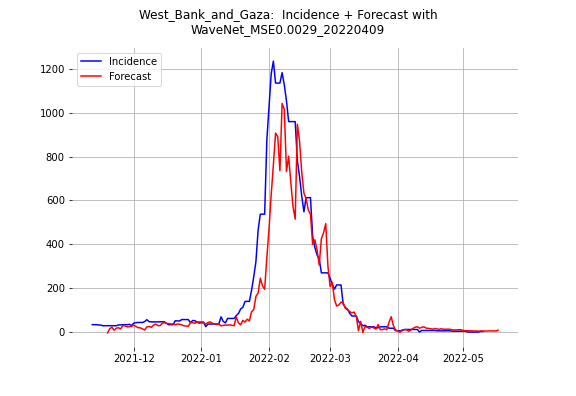 West_Bank_and_Gaza:  Incidence + Forecast with
WaveNet_MSE0.0029_20220409
Incidence
Forecast
1200
1000
800
600
400
200
0
2021-12 2022-01 2022-02 2022-03 2022-04 2022-05